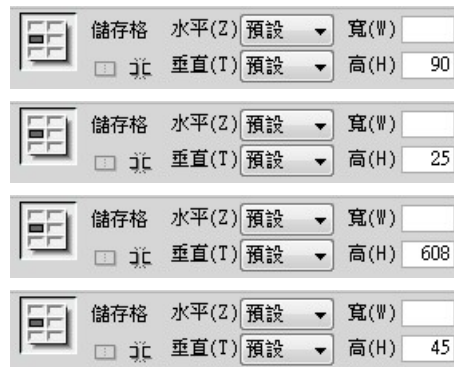 儲存格 水平(Z) 預設 寬(W)
垂直(T) 預設 高(H) 90
儲存格 水平(Z) 預設 寬(W)
垂直(T) 預設 高(H) 25
儲存格 水平(Z) 預設 寬(W)
垂直(T) 預設 高(H) 608
儲存格 水平(Z) 預設 寬(W)
垂直(T) 預設 高(H) 45